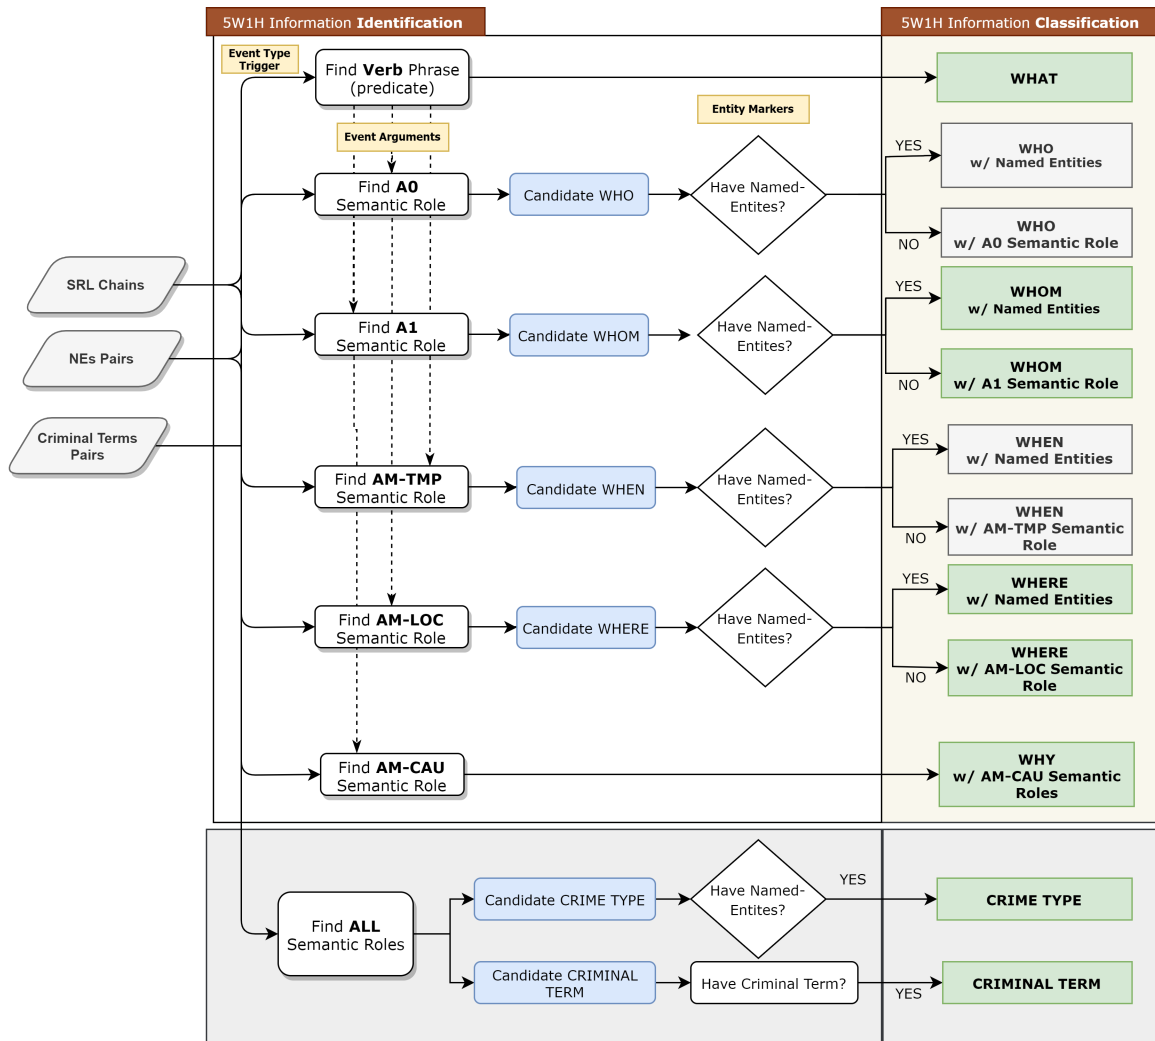 5W1H Information Identification
5W1H Information Classification
Event Type
Trigger
Find Verb Phrase
(predicate)
WHAT
Entity Markers
Event Arguments
Find A0
Semantic Role
Candidate WHO
Have Named-
Entites?
YES
WHO
w/ Named Entities
NO
WHO
w/ A0 Semantic Role
SRL Chains
NEs Pairs
Criminal Terms
Pairs
Find A1
Semantic Role
Candidate WHOM
Have Named-
Entites?
YES
WHOM
w/ Named Entities
NO
WHOM
w/ A1 Semantic Role
Find AM-TMP
Semantic Role
Candidate WHEN
Have Named-
Entites?
YES
WHEN
w/ Named Entities
NO
WHEN
w/ AM-TMP Semantic
Role
Find AM-LOC
Semantic Role
Candidate WHERE
Have Named-
Entites?
YES
WHERE
w/ Named Entities
NO
WHERE
w/ AM-LOC Semantic
Role
Find AM-CAU
Semantic Role
WHY
w/ AM-CAU Semantic
Roles
Find ALL
Semantic Roles
Candidate CRIME TYPE
Have Named-
Entites?
YES
CRIME TYPE
Candidate CRIMINAL
TERM
Have Criminal Term?
YES
CRIMINAL TERM